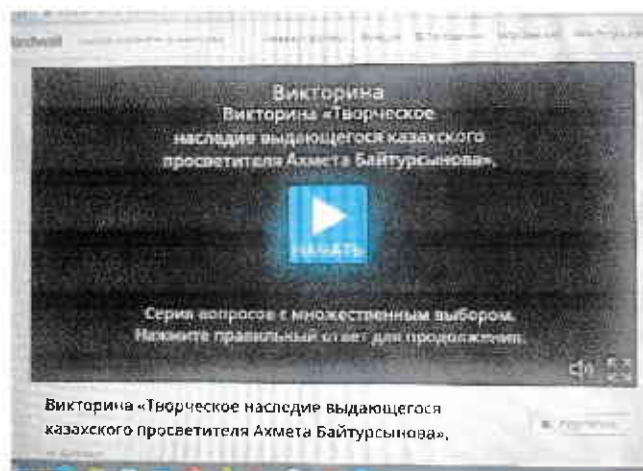 Викторина
Викторина «Творческое
наследие выдающегося казахского
просветителя Ахмета Байтурсынова»,
НАЧАТЬ
Серия вопросов с множественным выбором.
Нажмите правильный ответ для продолжения.
Викторина «Творческое наследие выдающегося
казахского просветителя Ахмета Байтурсынова»,